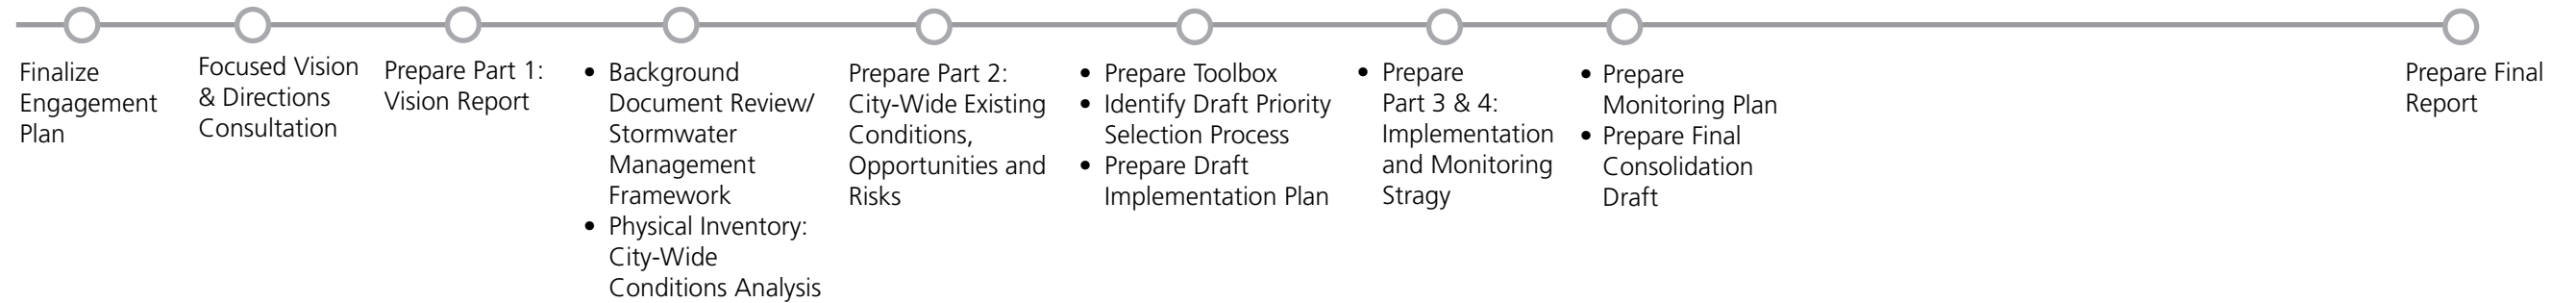 Finalize
Engagement
Plan
Focused Vision
& Directions
Consultation
Prepare Part 1:
Vision Report
• Background
Document Review/
Stormwater
Management
Framework
• Physical Inventory:
City-Wide
Conditions Analysis
Prepare Part 2:
City-Wide Existing
Conditions,
Opportunities and
Risks
• Prepare Toolbox
• Identify Draft Priority
Selection Process
• Prepare Draft
Implementation Plan
• Prepare
Part 3 & 4:
Implementation
and Monitoring
Stragy
• Prepare
Monitoring Plan
• Prepare Final
Consolidation
Draft
Prepare Final
Report